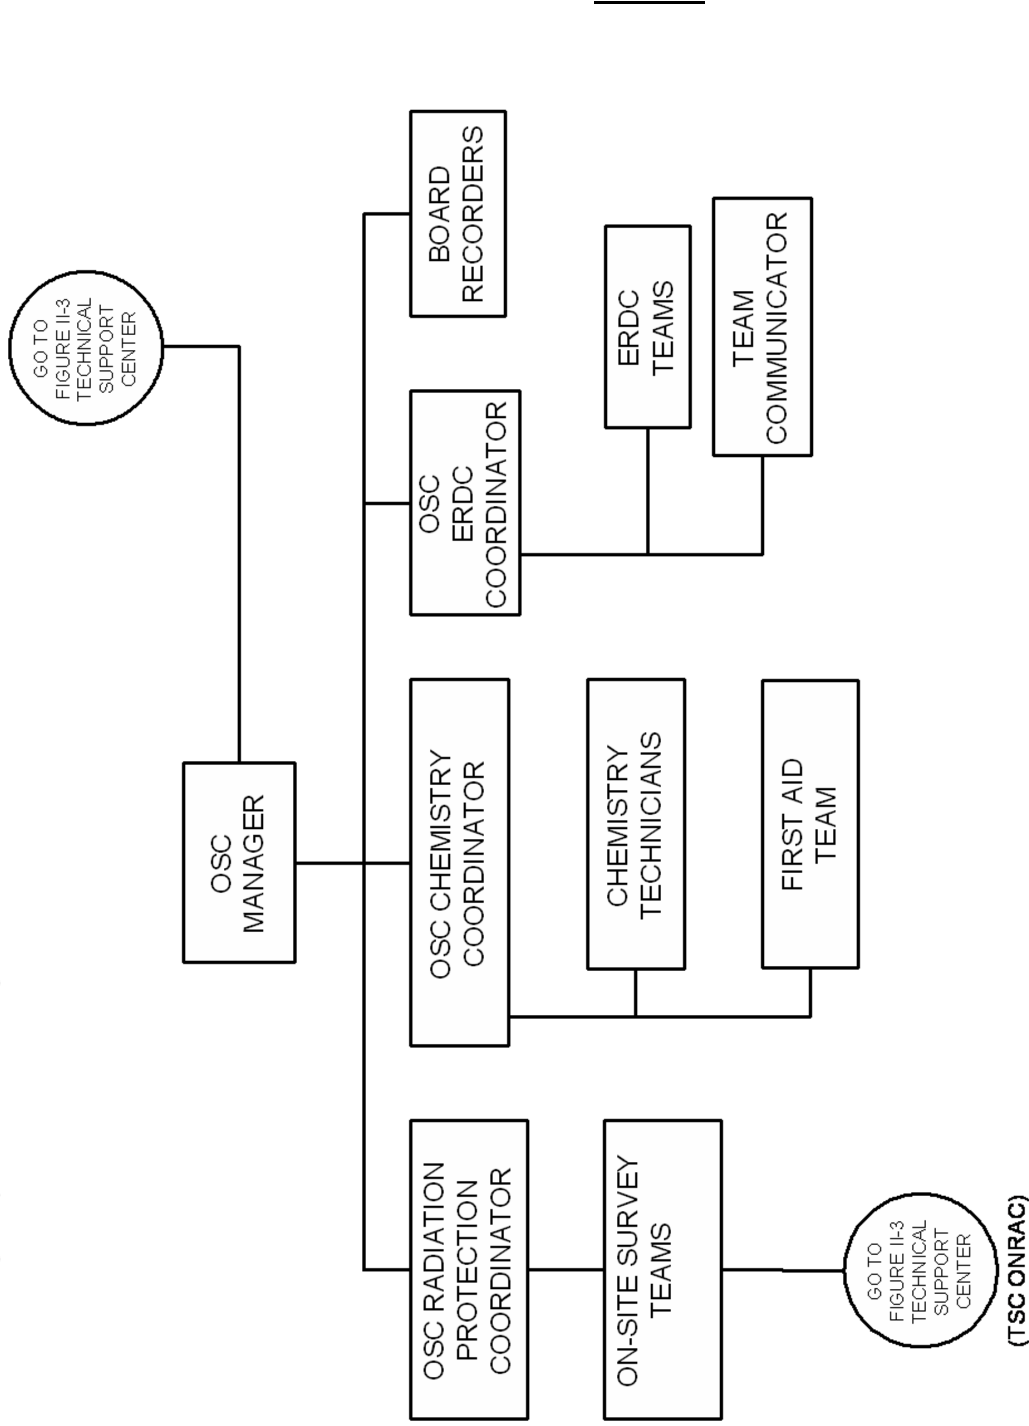 GO TO
FIGURE II-3
TECHNICAL
SUPPORT
CENTER
OSC
MANAGER
OSC RADIATION
PROTECTION
COORDINATOR
OSC CHEMISTRY
COORDINATOR
OSC
ERDC
COORDINATOR
BOARD
RECORDERS
ON-SITE SURVEY
TEAMS
CHEMISTRY
TECHNICIANS
ERDC
TEAMS
FIRST AID
TEAM
TEAM
COMMUNICATOR
GO TO
FIGURE II-3
TECHNICAL
SUPPORT
CENTER
(TSC ONRAC)